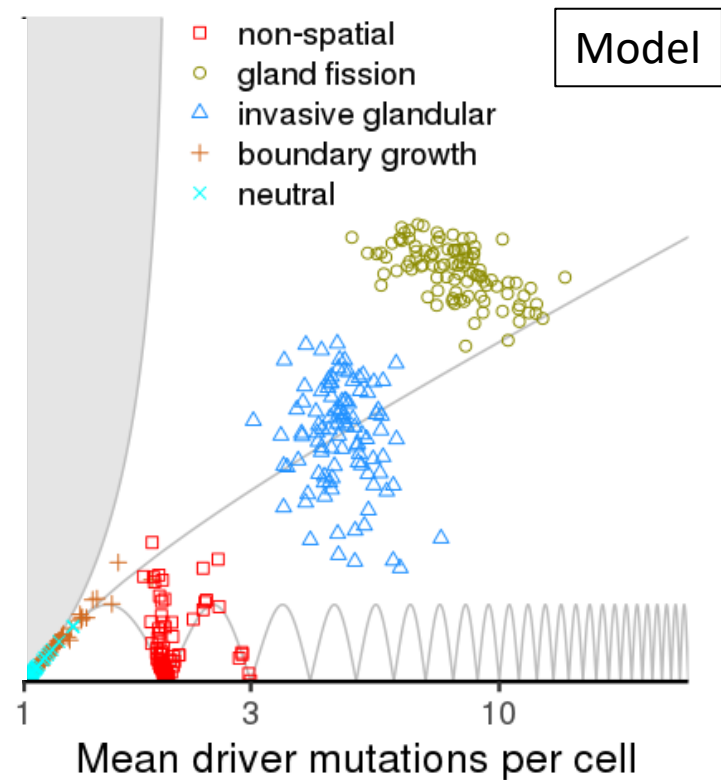 non-spatial
gland fission
invasive glandular
boundary growth
neutral
Model
1
3
10
Mean driver mutations per cell